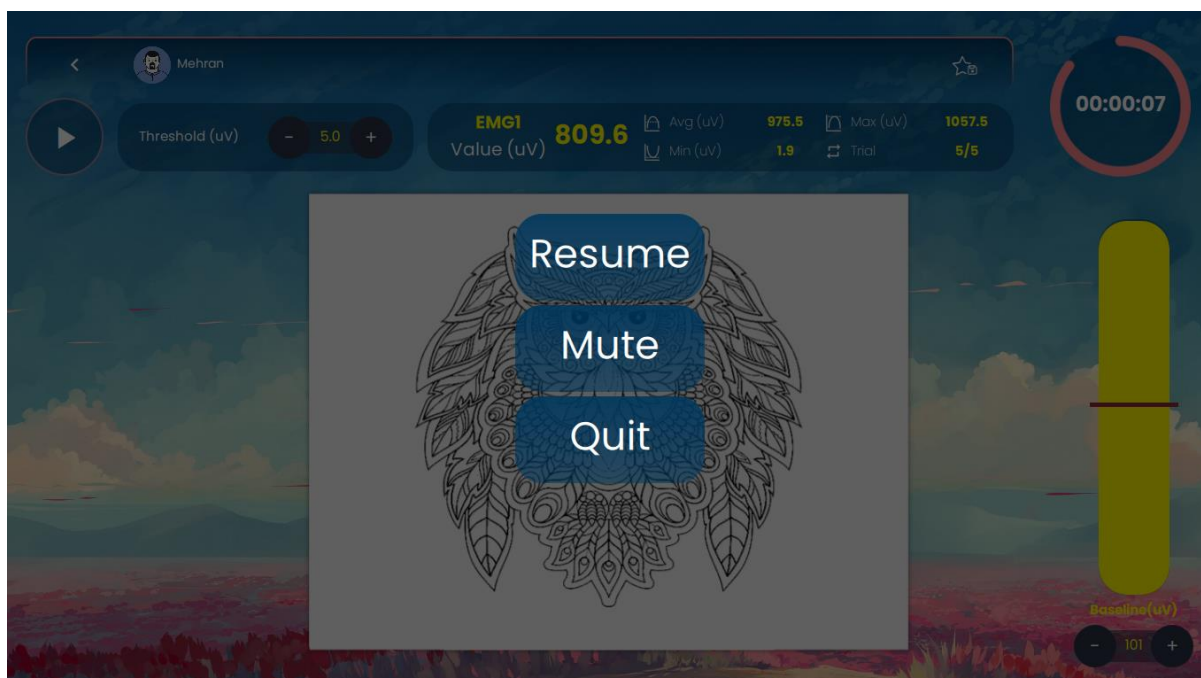 Mehran
00:00:07
Threshold (uV) - 5.0 +
EMG1
Value (uV) 809.6
Avg (uV) 975.5 Max (uV) 1057.5
Min (uV) 1.9 Trial 5/5
Resume
Mute
Quit
Baseline(uV)
- 101 +